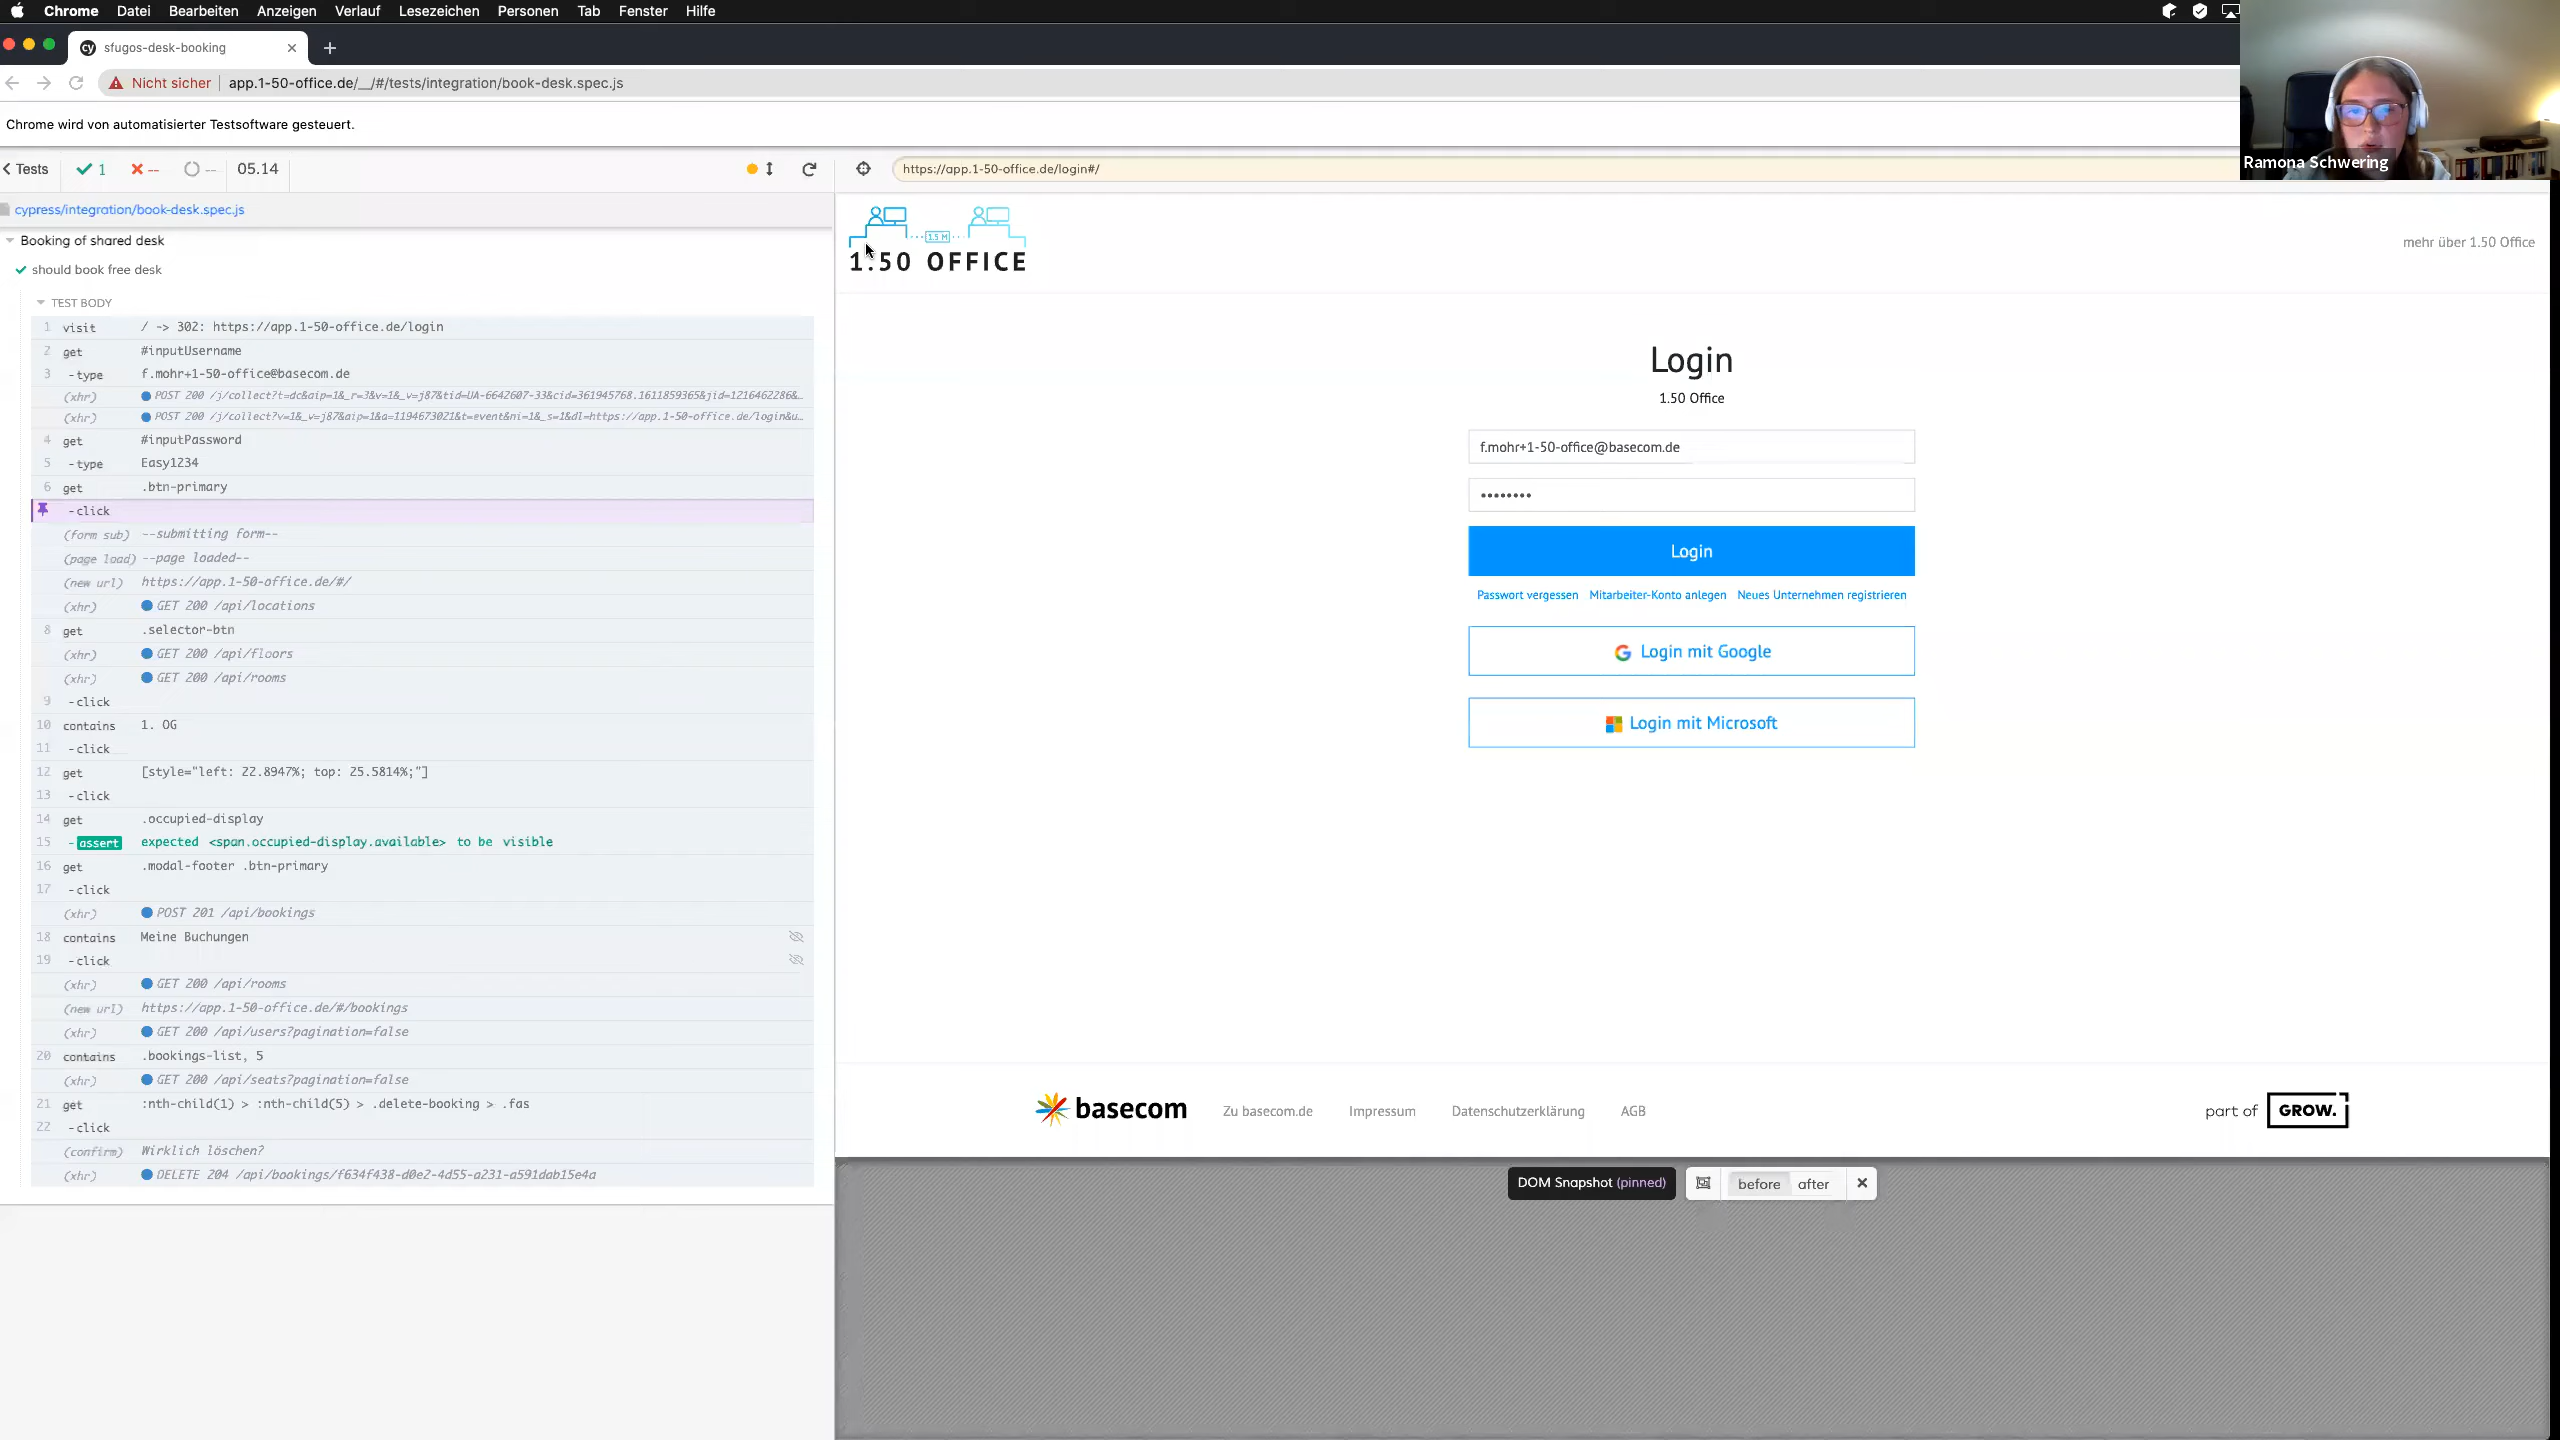 Chrome Datei Bearbeiten Anzeigen Verlauf Lesezeichen Personen Tab Fenster Hilfe
cy sfugos-desk-booking
Nicht sicher app.1-50-office.de/__/#/tests/integration/book-desk.spec.js
Chrome wird von automatisierter Testsoftware gesteuert.
Ramona Schwering
Tests 1 -- -- 05.14
https://app.1-50-office.de/login#/
cypress/integration/book-desk.spec.js
Booking of shared desk
should book free desk
TEST BODY
1 visit / -> 302: https://app.1-50-office.de/login
2 get #inputUsername
3 -type f.mohr+1-50-office@basecom.de
(xhr) POST 200 /j/collect?t=dc&aip=1&_r=3&v=1&_v=j87&tid=UA-6642607-33&cid=361945768.1611859365&jid=1216462286&…
(xhr) POST 200 /j/collect?v=1&_v=j87&aip=1&a=1194673021&t=event&ni=1&_s=1&dl=https://app.1-50-office.de/login&u…
4 get #inputPassword
5 -type Easy1234
6 get .btn-primary
-click
(form sub) --submitting form--
(page load) --page loaded--
(new url) https://app.1-50-office.de/#/
(xhr) GET 200 /api/locations
8 get .selector-btn
(xhr) GET 200 /api/floors
(xhr) GET 200 /api/rooms
9 -click
10 contains 1. OG
11 -click
12 get [style="left: 22.8947%; top: 25.5814%;"]
13 -click
14 get .occupied-display
15 -assert expected <span.occupied-display.available> to be visible
16 get .modal-footer .btn-primary
17 -click
(xhr) POST 201 /api/bookings
18 contains Meine Buchungen
19 -click
(xhr) GET 200 /api/rooms
(new url) https://app.1-50-office.de/#/bookings
(xhr) GET 200 /api/users?pagination=false
20 contains .bookings-list, 5
(xhr) GET 200 /api/seats?pagination=false
21 get :nth-child(1) > :nth-child(5) > .delete-booking > .fas
22 -click
(confirm) Wirklich löschen?
(xhr) DELETE 204 /api/bookings/f634f438-d0e2-4d55-a231-a591dab15e4a
1.5 M
1.50 OFFICE
mehr über 1.50 Office
Login
1.50 Office
f.mohr+1-50-office@basecom.de
••••••••
Login
Passwort vergessen Mitarbeiter-Konto anlegen Neues Unternehmen registrieren
Login mit Google
Login mit Microsoft
basecom Zu basecom.de Impressum Datenschutzerklärung AGB part of GROW.
DOM Snapshot (pinned) before after